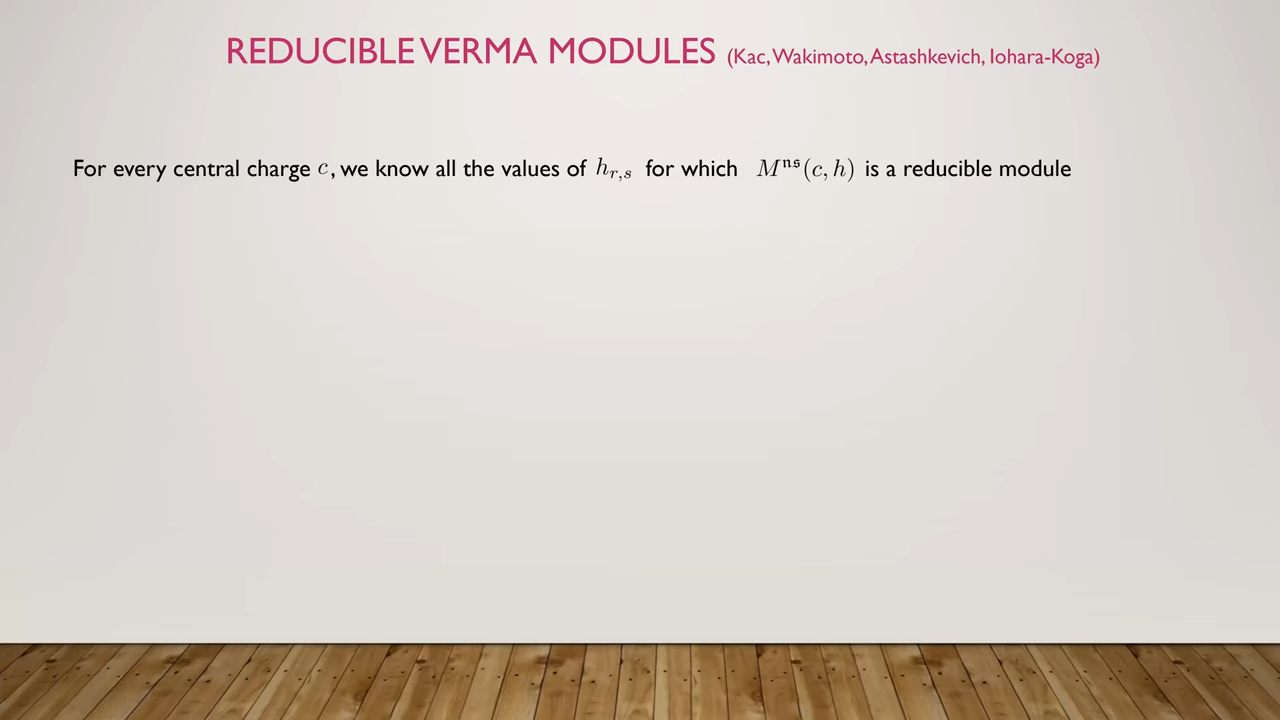 REDUCIBLE VERMA MODULES (Kac, Wakimoto, Astashkevich, Iohara-Koga)
For every central charge $c$, we know all the values of $h_{r,s}$ for which $M^{\mathfrak{ns}}(c, h)$ is a reducible module